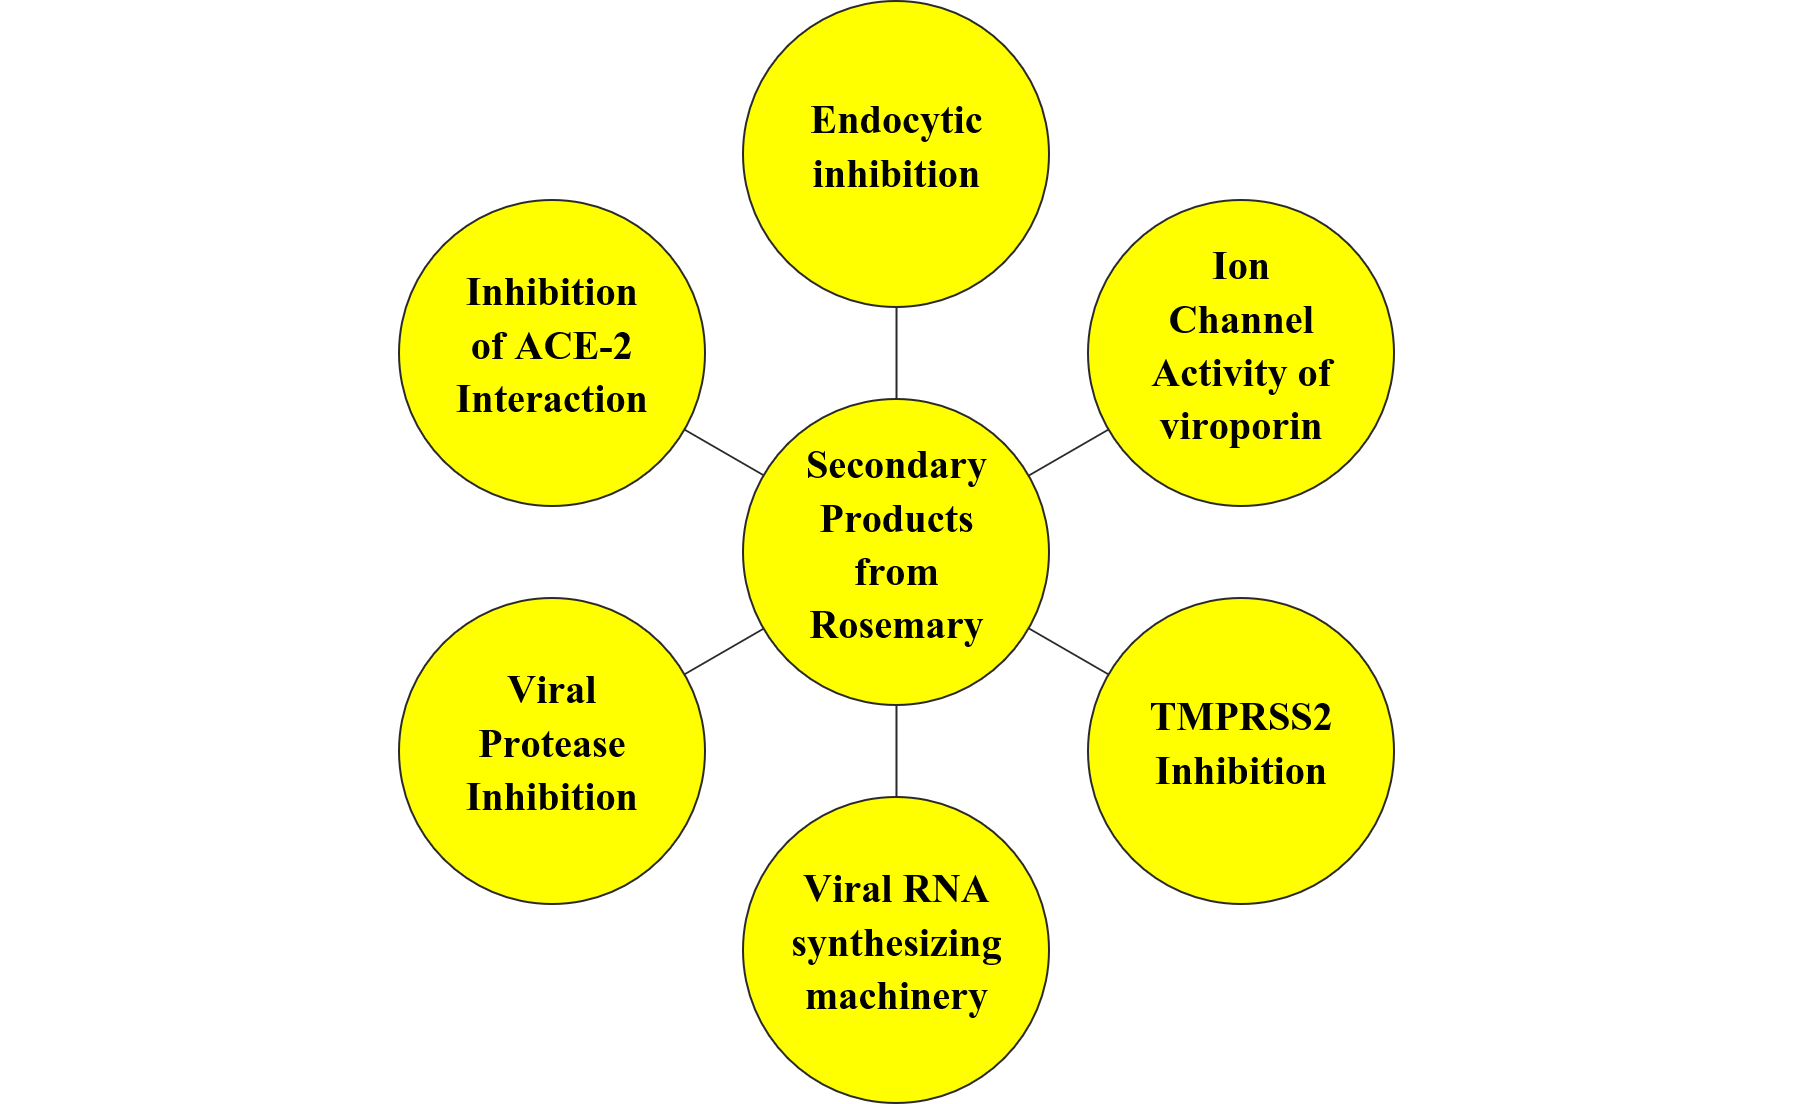 Endocytic
inhibition
Ion
Channel
Activity of
viroporin
Inhibition
of ACE-2
Interaction
Secondary
Products
from
Rosemary
Viral
Protease
Inhibition
TMPRSS2
Inhibition
Viral RNA
synthesizing
machinery